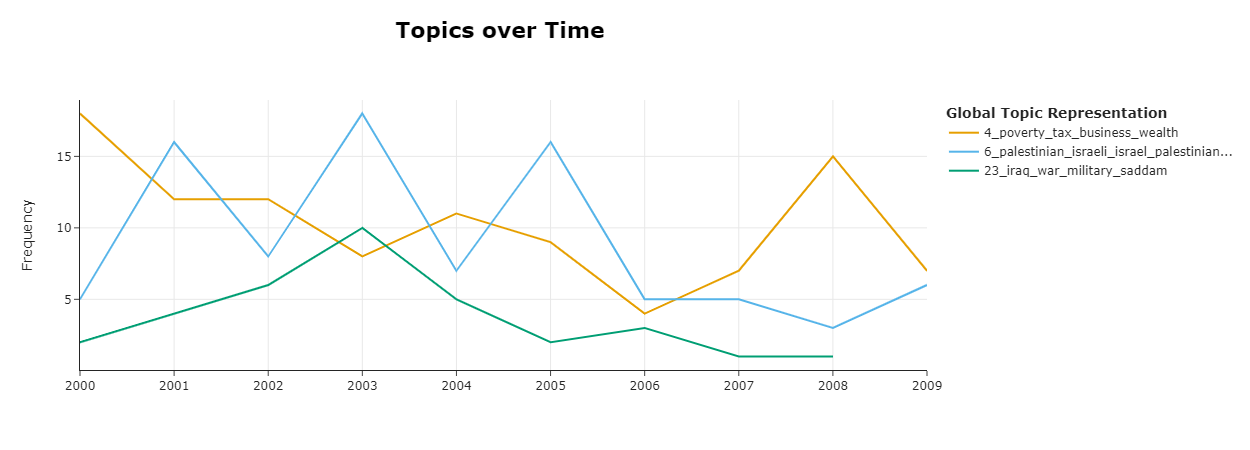 Topics over Time
Global Topic Representation
4_poverty_tax_business_wealth
6_palestinian_israeli_israel_palestinian...
23_iraq_war_military_saddam
Frequency
15
10
5
2000 2001 2002 2003 2004 2005 2006 2007 2008 2009